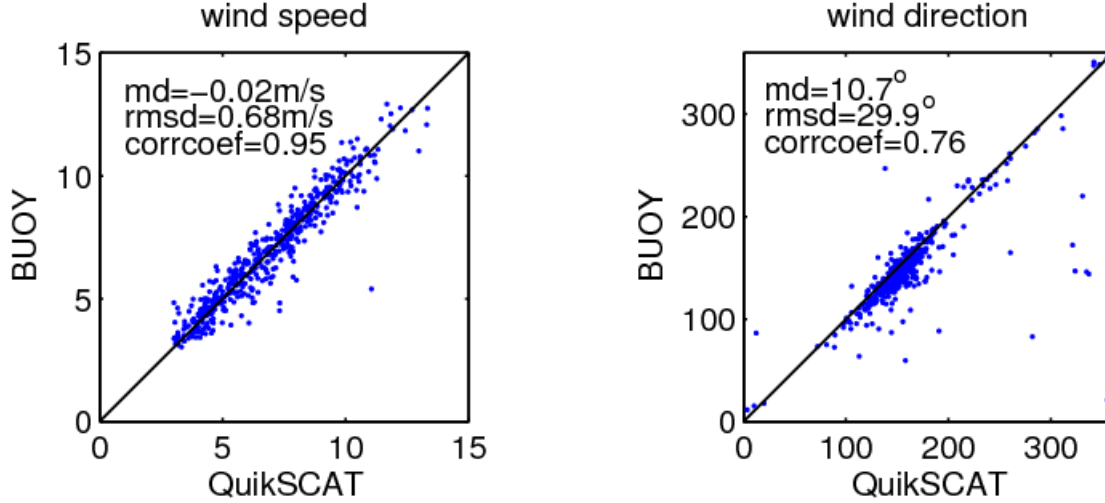 wind speed
15
10
5
0
0 5 10 15
BUOY
QuikSCAT
md=−0.02m/s
rmsd=0.68m/s
corrcoef=0.95
wind direction
300
200
100
0
0 100 200 300
BUOY
QuikSCAT
md=10.7°
rmsd=29.9°
corrcoef=0.76